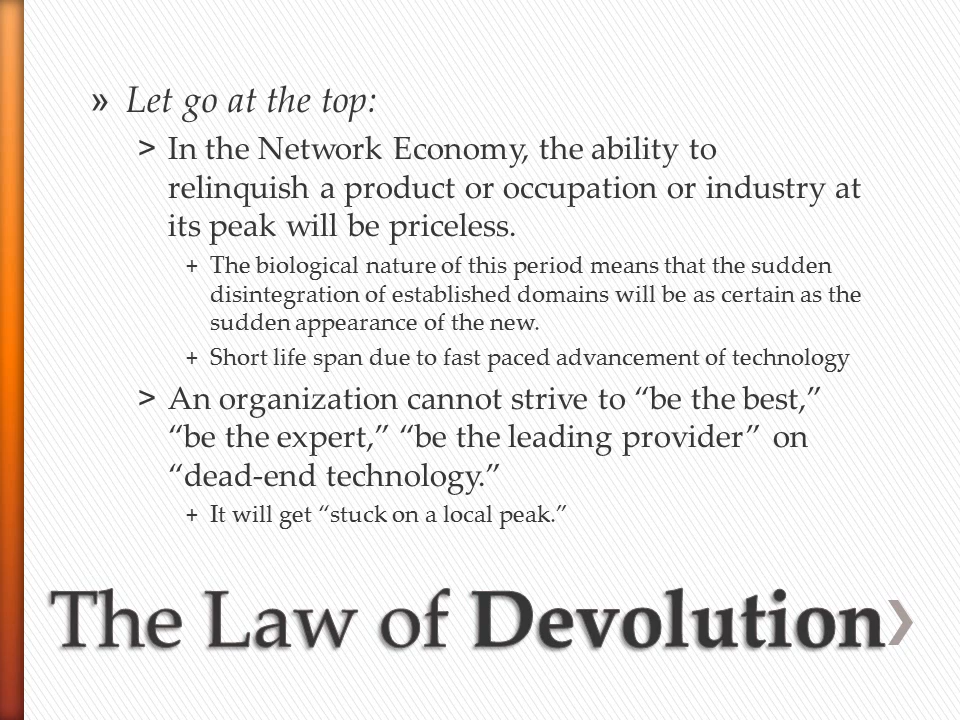 » Let go at the top:
> In the Network Economy, the ability to
relinquish a product or occupation or industry at
its peak will be priceless.
+ The biological nature of this period means that the sudden
disintegration of established domains will be as certain as the
sudden appearance of the new.
+ Short life span due to fast paced advancement of technology
> An organization cannot strive to “be the best,”
“be the expert,” “be the leading provider” on
“dead-end technology.”
+ It will get “stuck on a local peak.”
The Law of Devolution